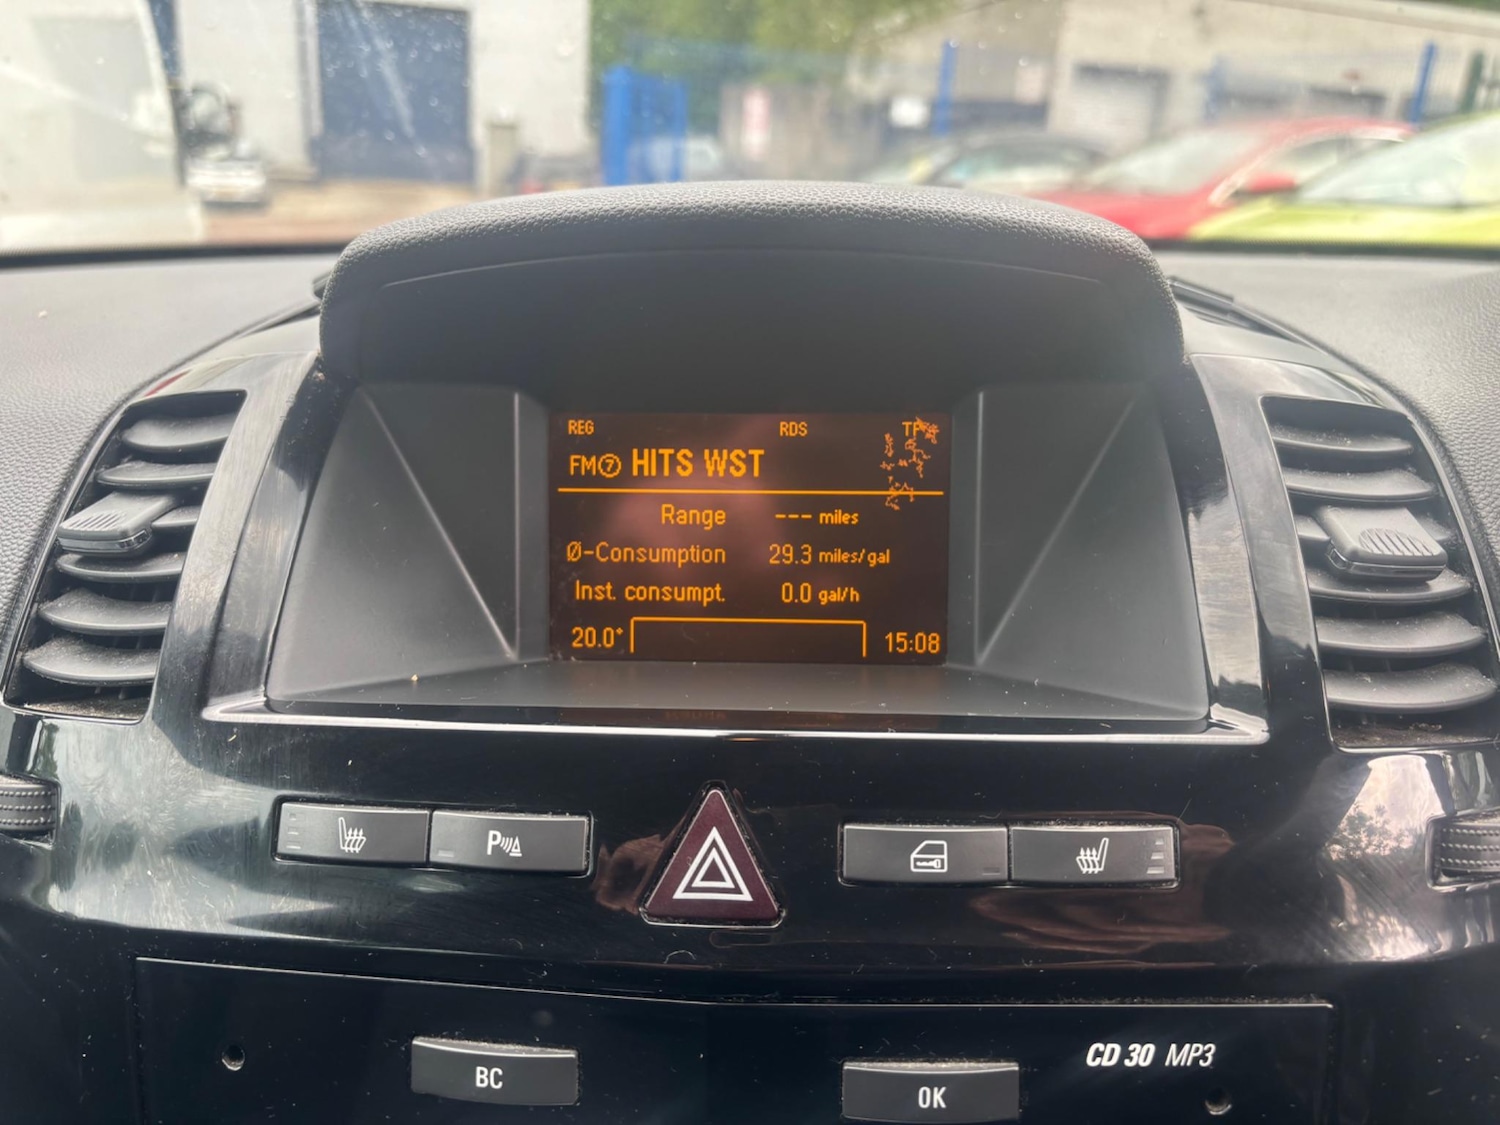 REG RDS TP
FM7 HITS WST
Range --- miles
Ø-Consumption 29.3 miles/gal
Inst. consumpt. 0.0 gal/h
20.0° 15:08
P
CD 30 MP3
BC
OK